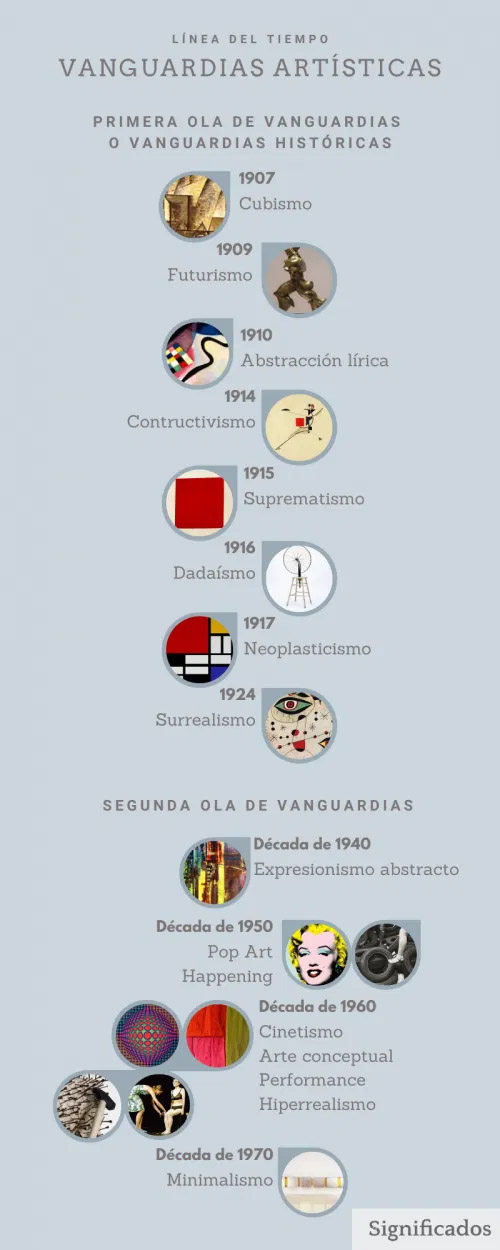 LÍNEA DEL TIEMPO
VANGUARDIAS ARTÍSTICAS
PRIMERA OLA DE VANGUARDIAS
O VANGUARDIAS HISTÓRICAS
1907
Cubismo
1909
Futurismo
1910
Abstracción lírica
1914
Contructivismo
1915
Suprematismo
1916
Dadaísmo
1917
Neoplasticismo
1924
Surrealismo
SEGUNDA OLA DE VANGUARDIAS
Década de 1940
Expresionismo abstracto
Década de 1950
Pop Art
Happening
Década de 1960
Cinetismo
Arte conceptual
Performance
Hiperrealismo
Década de 1970
Minimalismo
Significados